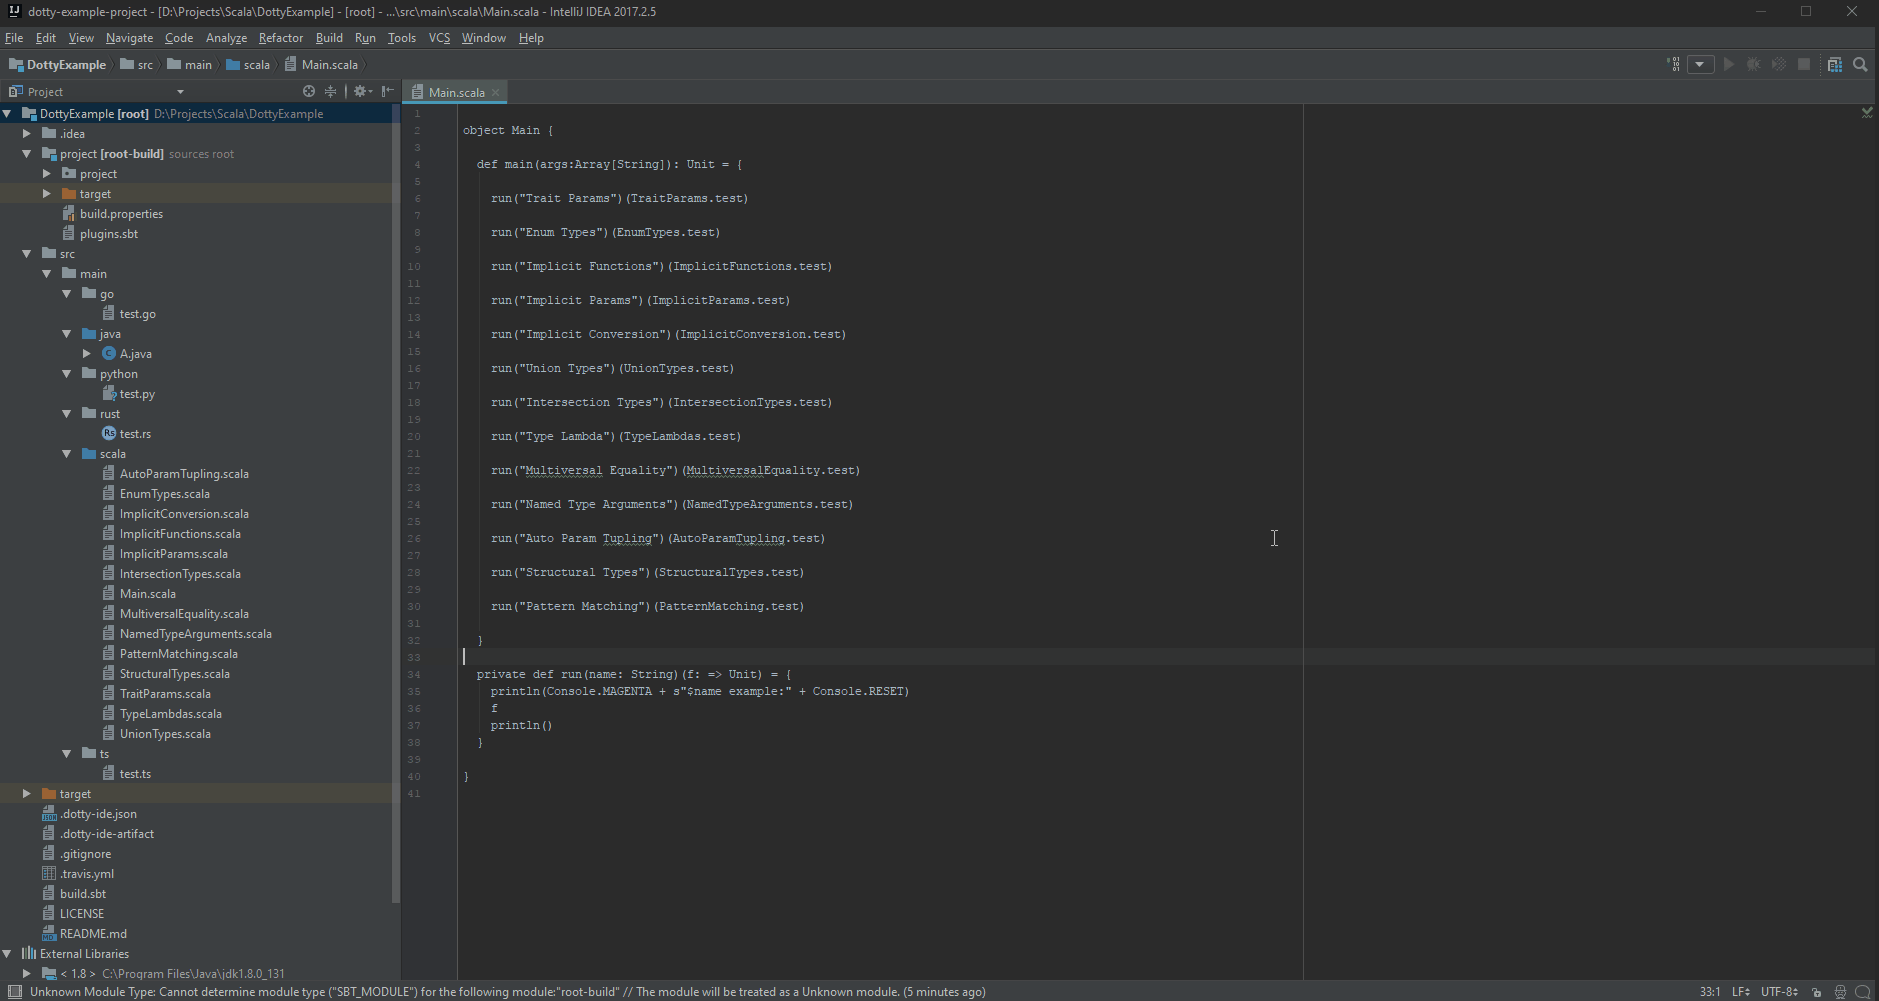 dotty-example-project - [D:\Projects\Scala\DottyExample] - [root] - ...\src\main\scala\Main.scala - IntelliJ IDEA 2017.2.5
File Edit View Navigate Code Analyze Refactor Build Run Tools VCS Window Help
DottyExample src main scala Main.scala
Project
Main.scala
DottyExample [root] D:\Projects\Scala\DottyExample
.idea
project [root-build] sources root
project
target
build.properties
plugins.sbt
src
main
go
test.go
java
A.java
python
test.py
rust
test.rs
scala
AutoParamTupling.scala
EnumTypes.scala
ImplicitConversion.scala
ImplicitFunctions.scala
ImplicitParams.scala
IntersectionTypes.scala
Main.scala
MultiversalEquality.scala
NamedTypeArguments.scala
PatternMatching.scala
StructuralTypes.scala
TraitParams.scala
TypeLambdas.scala
UnionTypes.scala
ts
test.ts
target
.dotty-ide.json
.dotty-ide-artifact
.gitignore
.travis.yml
build.sbt
LICENSE
README.md
External Libraries
< 1.8 > C:\Program Files\Java\jdk1.8.0_131
1
2 object Main {
3
4 def main(args:Array[String]): Unit = {
5
6 run("Trait Params")(TraitParams.test)
7
8 run("Enum Types")(EnumTypes.test)
9
10 run("Implicit Functions")(ImplicitFunctions.test)
11
12 run("Implicit Params")(ImplicitParams.test)
13
14 run("Implicit Conversion")(ImplicitConversion.test)
15
16 run("Union Types")(UnionTypes.test)
17
18 run("Intersection Types")(IntersectionTypes.test)
19
20 run("Type Lambda")(TypeLambdas.test)
21
22 run("Multiversal Equality")(MultiversalEquality.test)
23
24 run("Named Type Arguments")(NamedTypeArguments.test)
25
26 run("Auto Param Tupling")(AutoParamTupling.test)
27
28 run("Structural Types")(StructuralTypes.test)
29
30 run("Pattern Matching")(PatternMatching.test)
31
32 }
33
34 private def run(name: String)(f: => Unit) = {
35 println(Console.MAGENTA + s"$name example:" + Console.RESET)
36 f
37 println()
38 }
39
40 }
41
Unknown Module Type: Cannot determine module type ("SBT_MODULE") for the following module:"root-build" // The module will be treated as a Unknown module. (5 minutes ago) 33:1 LF UTF-8